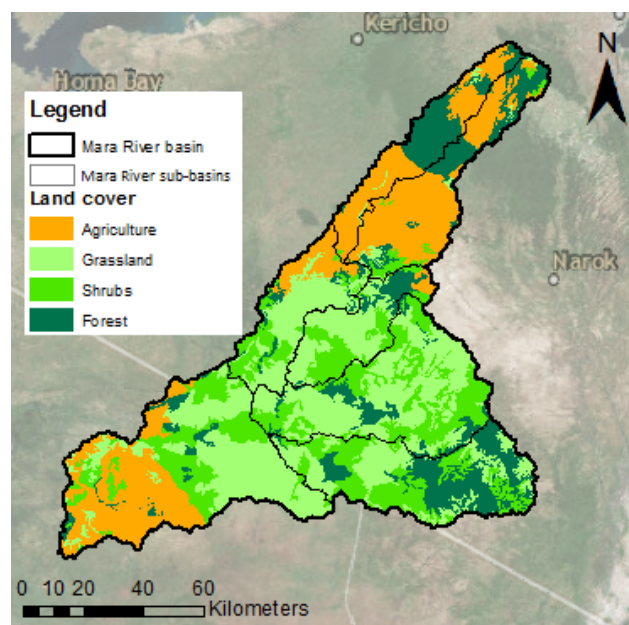 Kericho
N
Homa Bay
Legend
Mara River basin
Mara River sub-basins
Land cover
Agriculture
Grassland
Shrubs
Forest
Narok
0 10 20 40 60
Kilometers